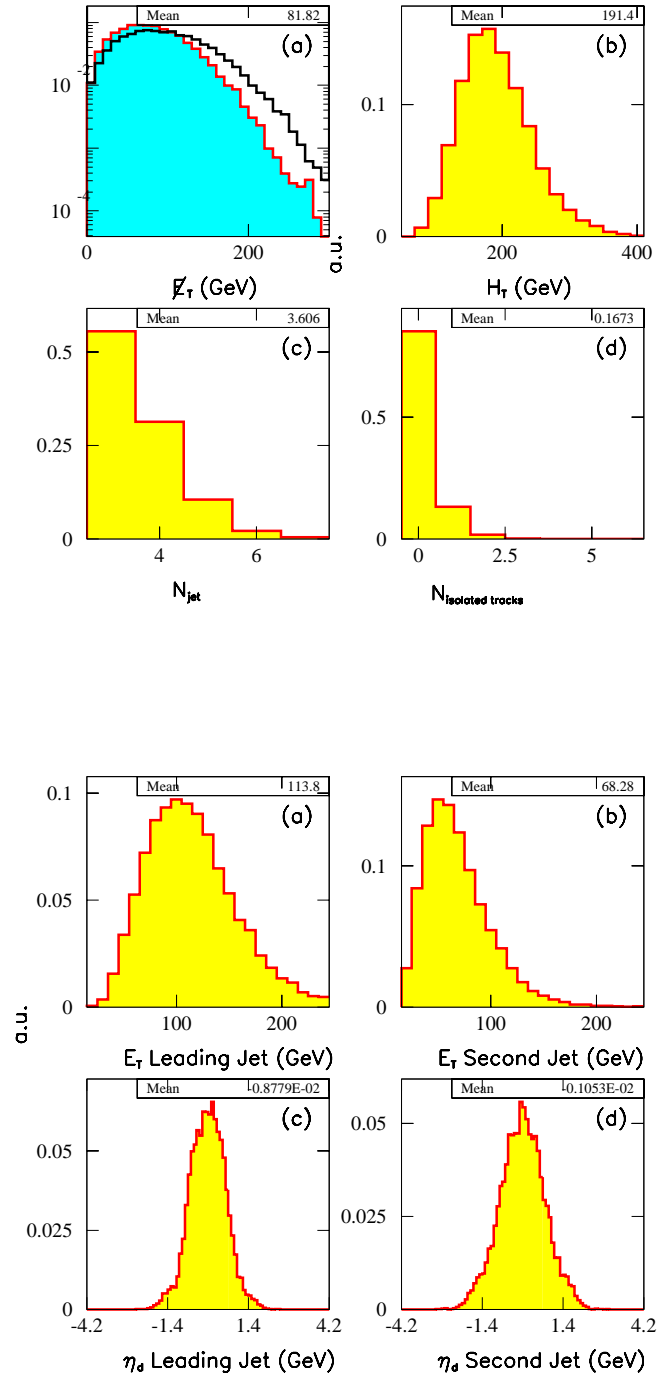 Mean 81.82
(a)
10 -2
10 -4
0 200
E̸T (GeV)
a.u.
Mean 191.4
(b)
0.1
0
200 400
HT (GeV)
Mean 3.606
(c)
0.5
0.25
0
4 6
Njet
Mean 0.1673
(d)
0.5
0
0 2.5 5
Nisolated tracks
Mean 113.8
(a)
0.1
0.05
0
100 200
ET Leading Jet (GeV)
a.u.
Mean 68.28
(b)
0.1
0
100 200
ET Second Jet (GeV)
Mean -0.8779E-02
(c)
0.05
0.025
0
-4.2 -1.4 1.4 4.2
ηd Leading Jet (GeV)
Mean -0.1053E-02
(d)
0.05
0.025
0
-4.2 -1.4 1.4 4.2
ηd Second Jet (GeV)